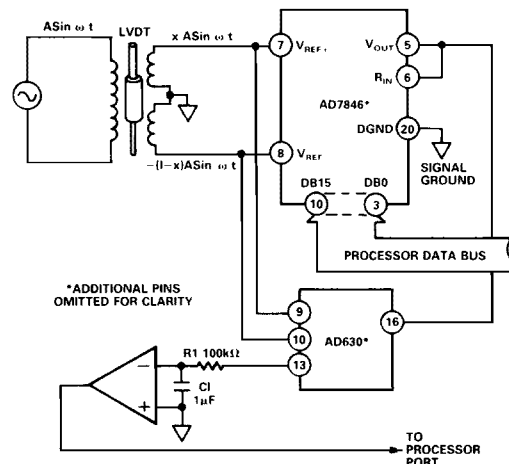 ASin ω t
LVDT
x ASin ω t
-(l-x)ASin ω t
7
VREF+
8
VREF
VOUT
5
RIN
6
AD7846*
DGND
20
SIGNAL
GROUND
DB15
DB0
10
3
PROCESSOR DATA BUS
*ADDITIONAL PINS
OMITTED FOR CLARITY
9
10
13
AD630*
16
R1 100kΩ
CI
1µF
−
+
TO
PROCESSOR
PORT